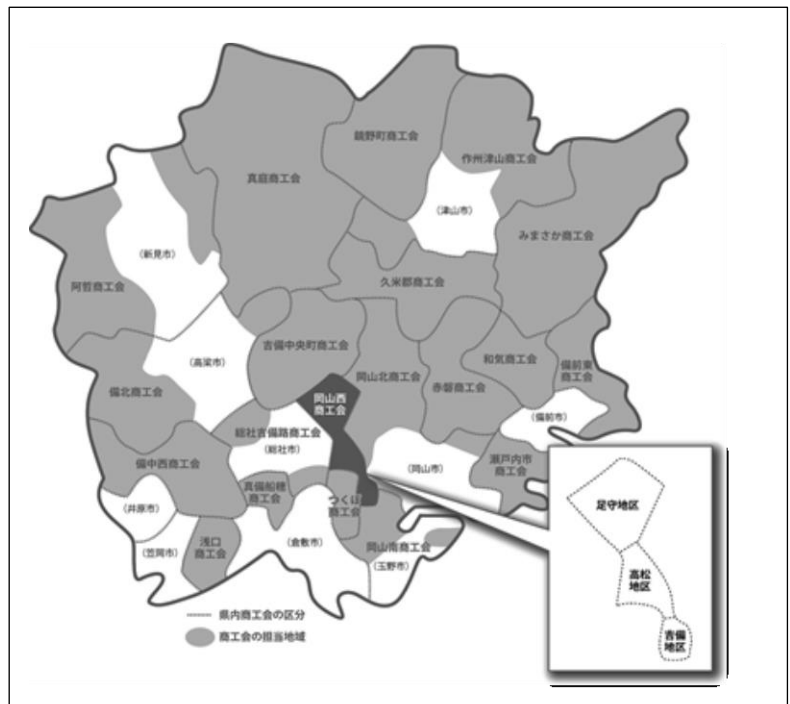 鏡野町商工会
作州津山商工会
真庭商工会
(津山市)
みまさか商工会
(新見市)
久米郡商工会
阿哲商工会
吉備中央町商工会
和気商工会
(高梁市)
岡山北商工会
赤磐商工会
備前東
商工会
備北商工会
岡山西
商工会
(備前市)
総社吉備路商工会
(総社市)
備中西商工会
(岡山市)
瀬戸内市
商工会
真備船穂
商工会
つくぼ
商工会
(井原市)
浅口
商工会
(倉敷市)
岡山南商工会
(笠岡市)
(玉野市)
足守地区
高松
地区
吉備
地区
県内商工会の区分
商工会の担当地域